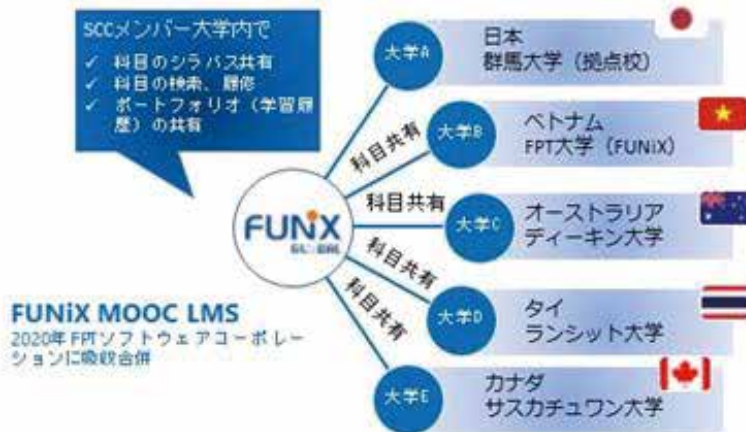 SCCメンバー大学内で
✓ 科目のシラバス共有
✓ 科目の検索、履修
✓ ポートフォリオ（学習履
歴）の共有
大学A
日本
群馬大学（拠点校）
科目共有
大学B
ベトナム
FPT大学（FUNiX）
科目共有
大学C
オーストラリア
ディーキン大学
FUNiX
GLOBAL
科目共有
大学D
タイ
ランシット大学
科目共有
大学E
カナダ
サスカチュワン大学
FUNiX MOOC LMS
2020年 FPTソフトウェアコーポレー
ションに吸収合併